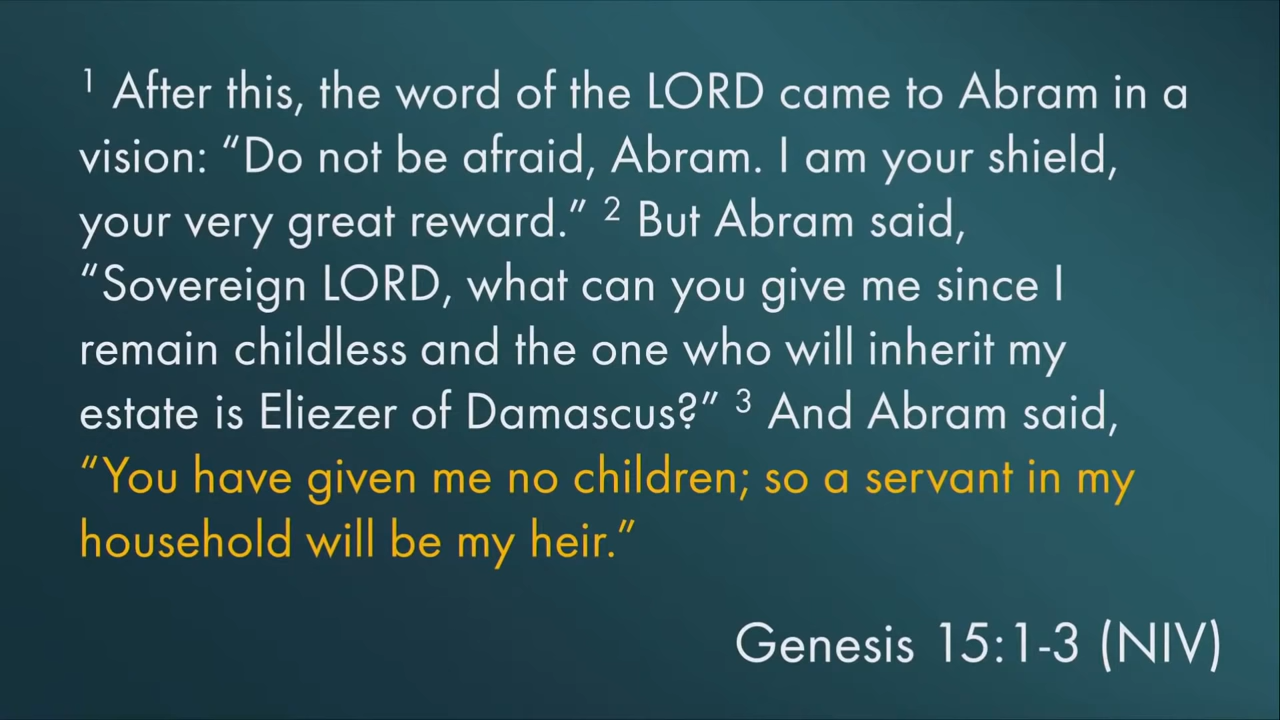 ¹ After this, the word of the LORD came to Abram in a
vision: “Do not be afraid, Abram. I am your shield,
your very great reward.” ² But Abram said,
“Sovereign LORD, what can you give me since I
remain childless and the one who will inherit my
estate is Eliezer of Damascus?” ³ And Abram said,
“You have given me no children; so a servant in my
household will be my heir.”
Genesis 15:1-3 (NIV)